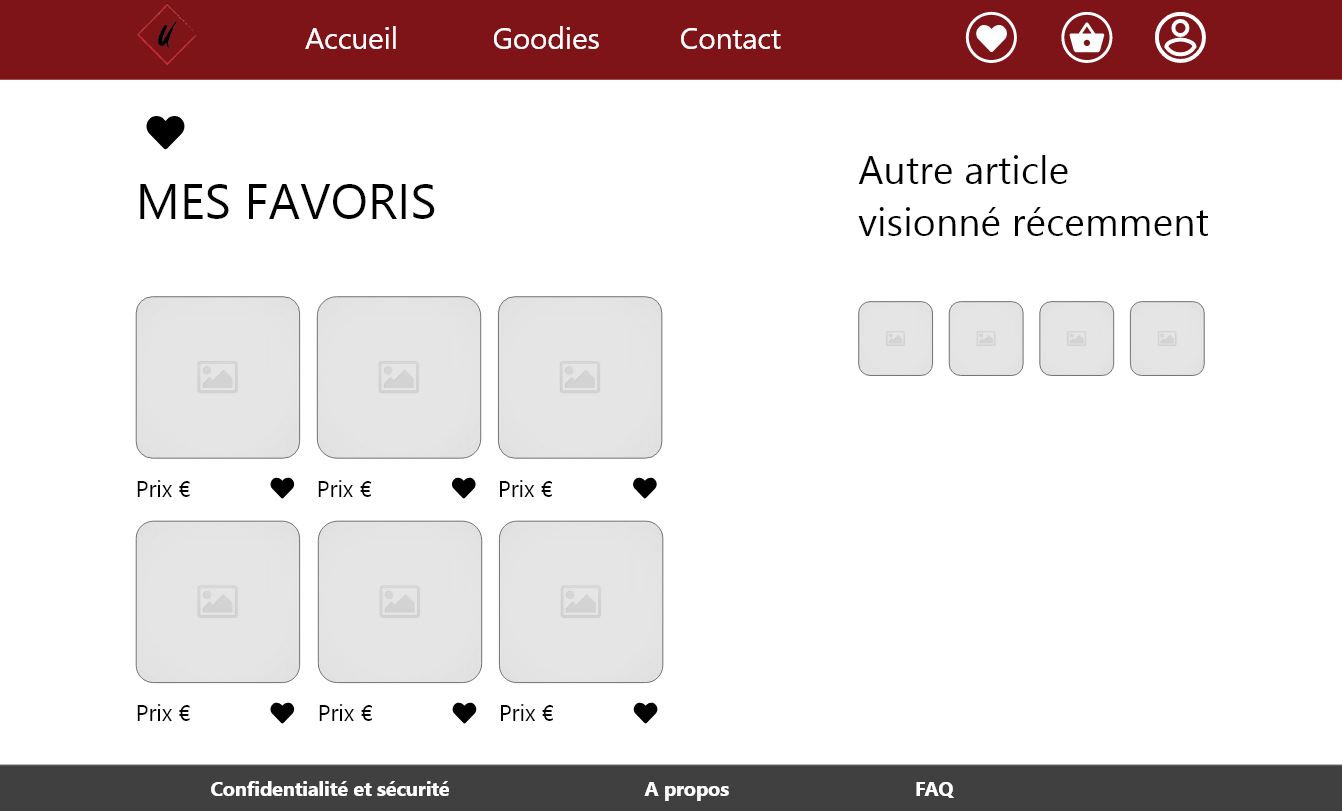 U
Accueil
Goodies
Contact
MES FAVORIS
Autre article
visionné récemment
Prix €
Prix €
Prix €
Prix €
Prix €
Prix €
Confidentialité et sécurité
A propos
FAQ